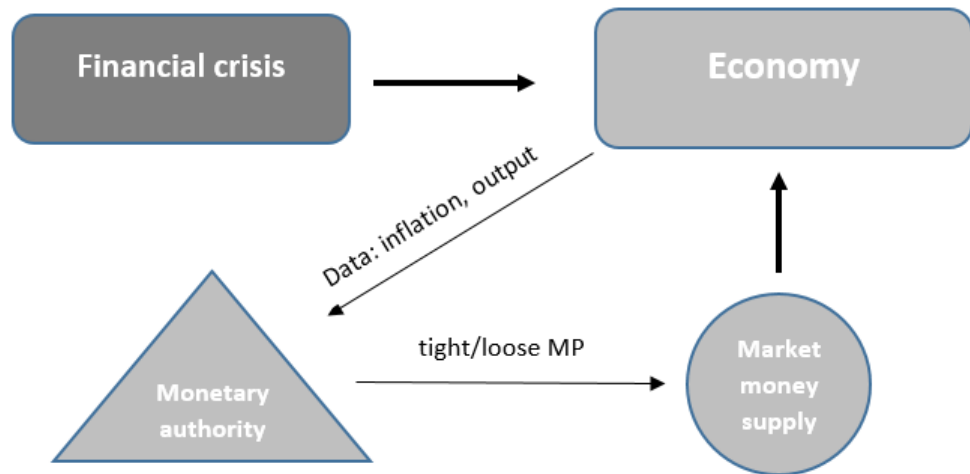 Financial crisis
Economy
Data: inflation, output
tight/loose MP
Monetary
authority
Market
money
supply